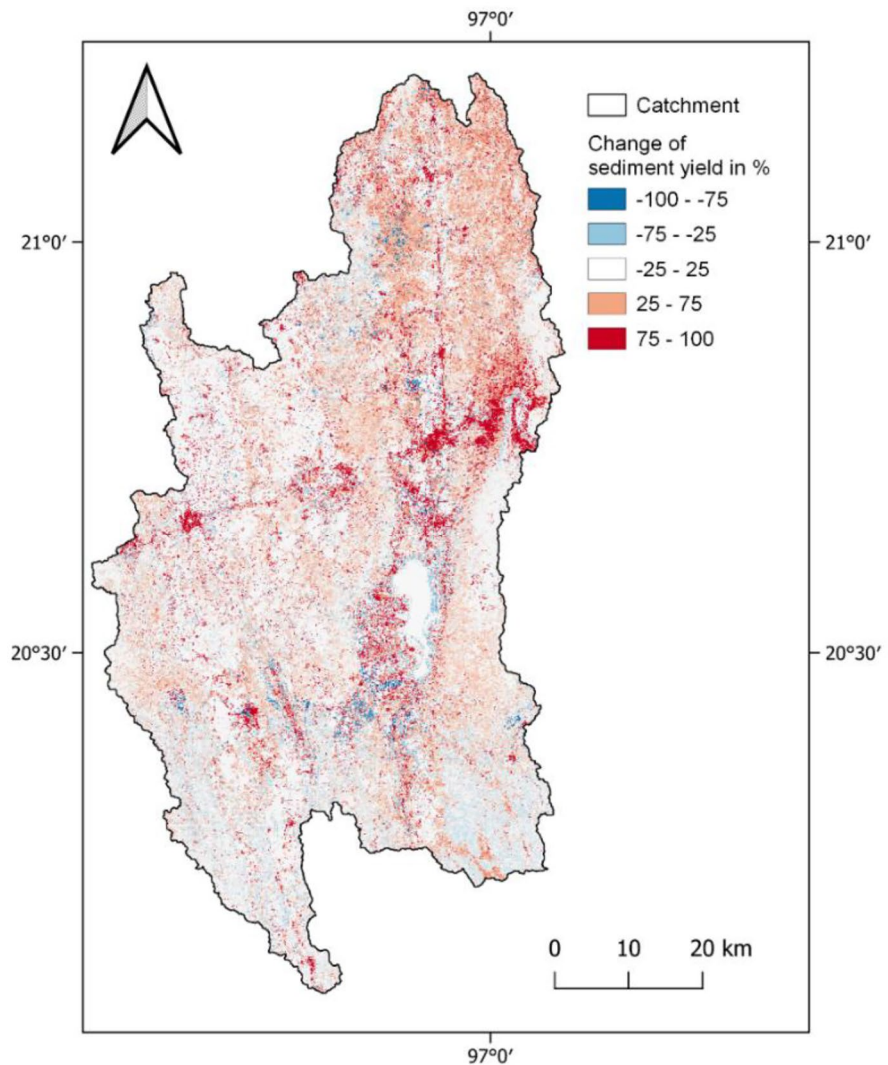 97°0′
21°0′
21°0′
Catchment
Change of
sediment yield in %
-100 - -75
-75 - -25
-25 - 25
25 - 75
75 - 100
20°30′
20°30′
0 10 20 km
97°0′